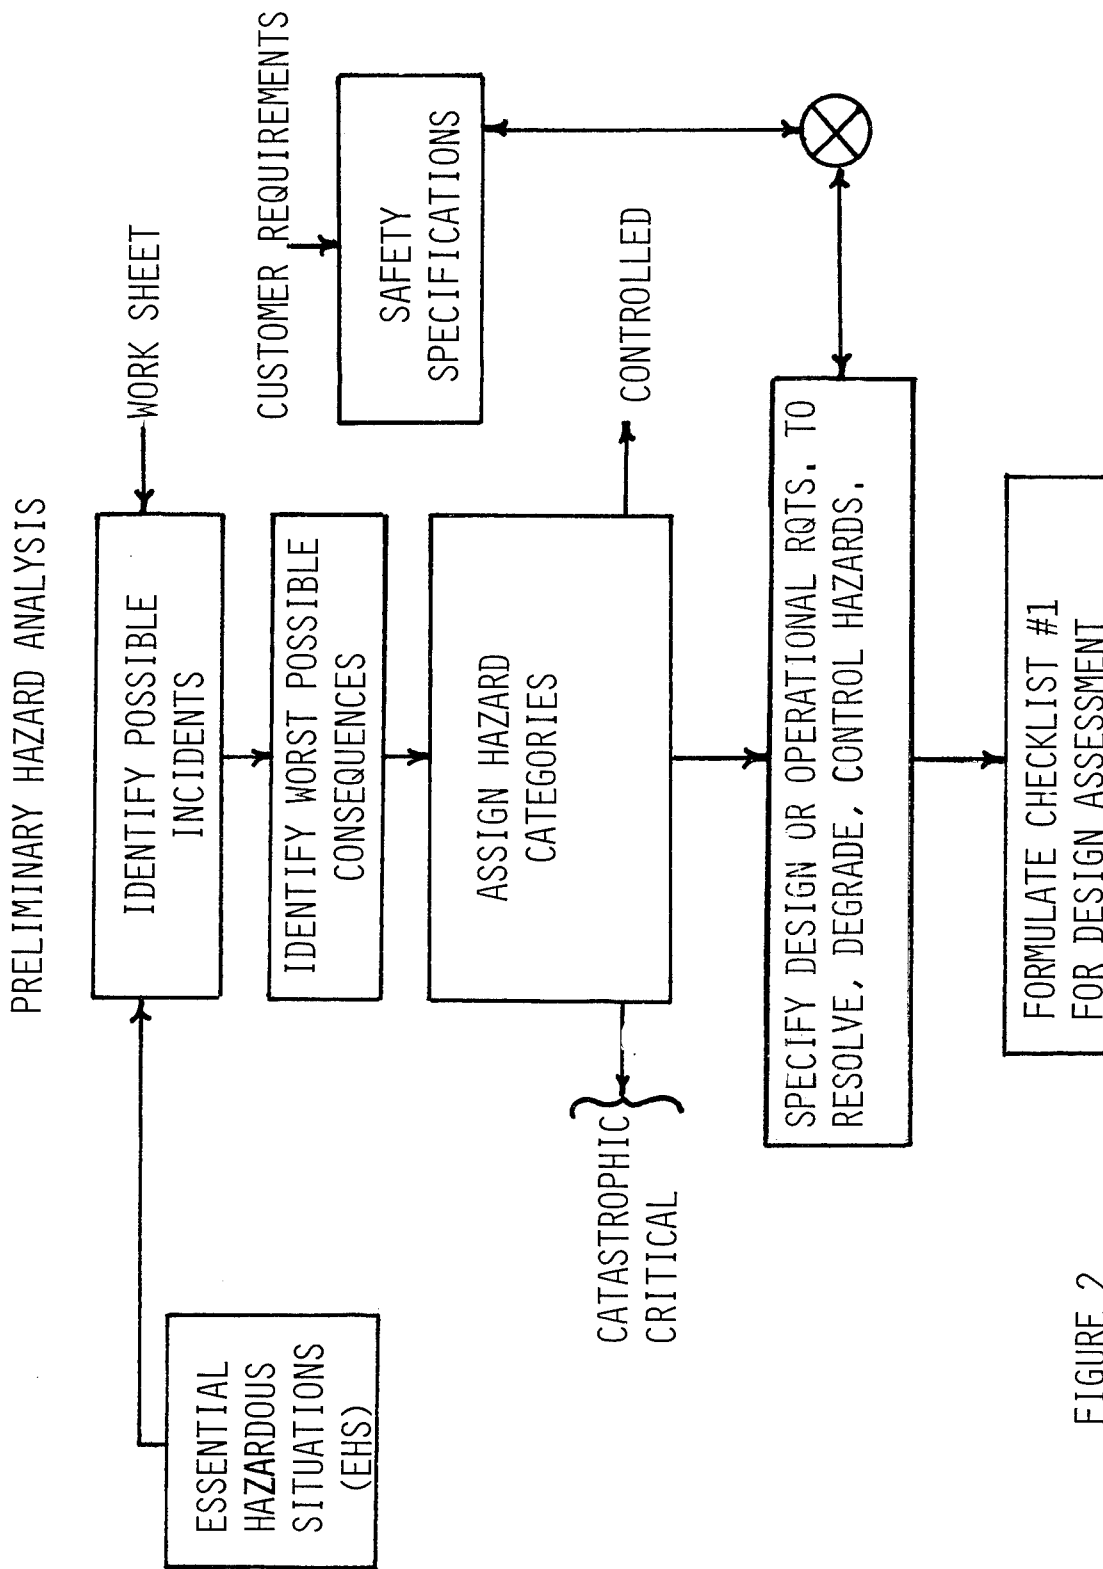 PRELIMINARY HAZARD ANALYSIS
ESSENTIAL
HAZARDOUS
SITUATIONS
(EHS)
IDENTIFY POSSIBLE
INCIDENTS
WORK SHEET
IDENTIFY WORST POSSIBLE
CONSEQUENCES
CUSTOMER REQUIREMENTS
SAFETY
SPECIFICATIONS
ASSIGN HAZARD
CATEGORIES
CATASTROPHIC
CRITICAL
CONTROLLED
SPECIFY DESIGN OR OPERATIONAL RQTS. TO
RESOLVE, DEGRADE, CONTROL HAZARDS.
FORMULATE CHECKLIST #1
FOR DESIGN ASSESSMENT
FIGURE 2